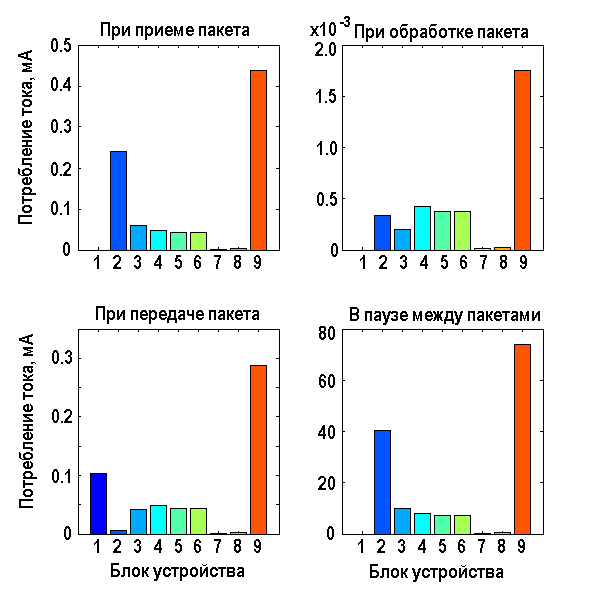 При приеме пакета
Потребление тока, мА
0.5
0.4
0.3
0.2
0.1
0
1 2 3 4 5 6 7 8 9
x10⁻³
При обработке пакета
2.0
1.5
1.0
0.5
0
1 2 3 4 5 6 7 8 9
При передаче пакета
Потребление тока, мА
0.3
0.2
0.1
0
1 2 3 4 5 6 7 8 9
Блок устройства
В паузе между пакетами
80
60
40
20
0
1 2 3 4 5 6 7 8 9
Блок устройства